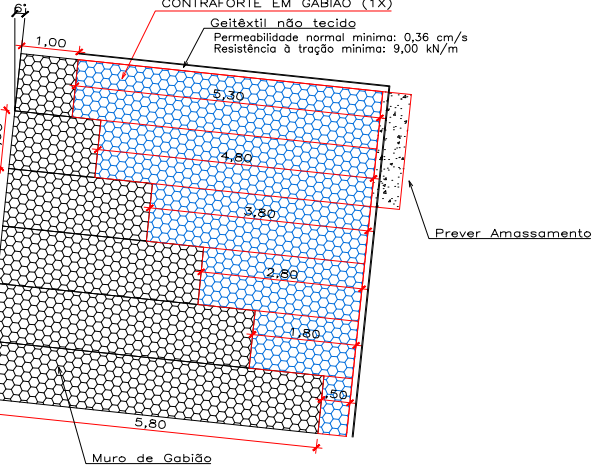 6°
CONTRAFORTE EM GABIÃO (1X)
Geitêxtil não tecido
Permeabilidade normal mínima: 0,36 cm/s
Resistência à tração mínima: 9,00 kN/m
1,00
5,30
4,80
3,80
Prever Amassamento
2,80
1,80
,50
5,80
Muro de Gabião